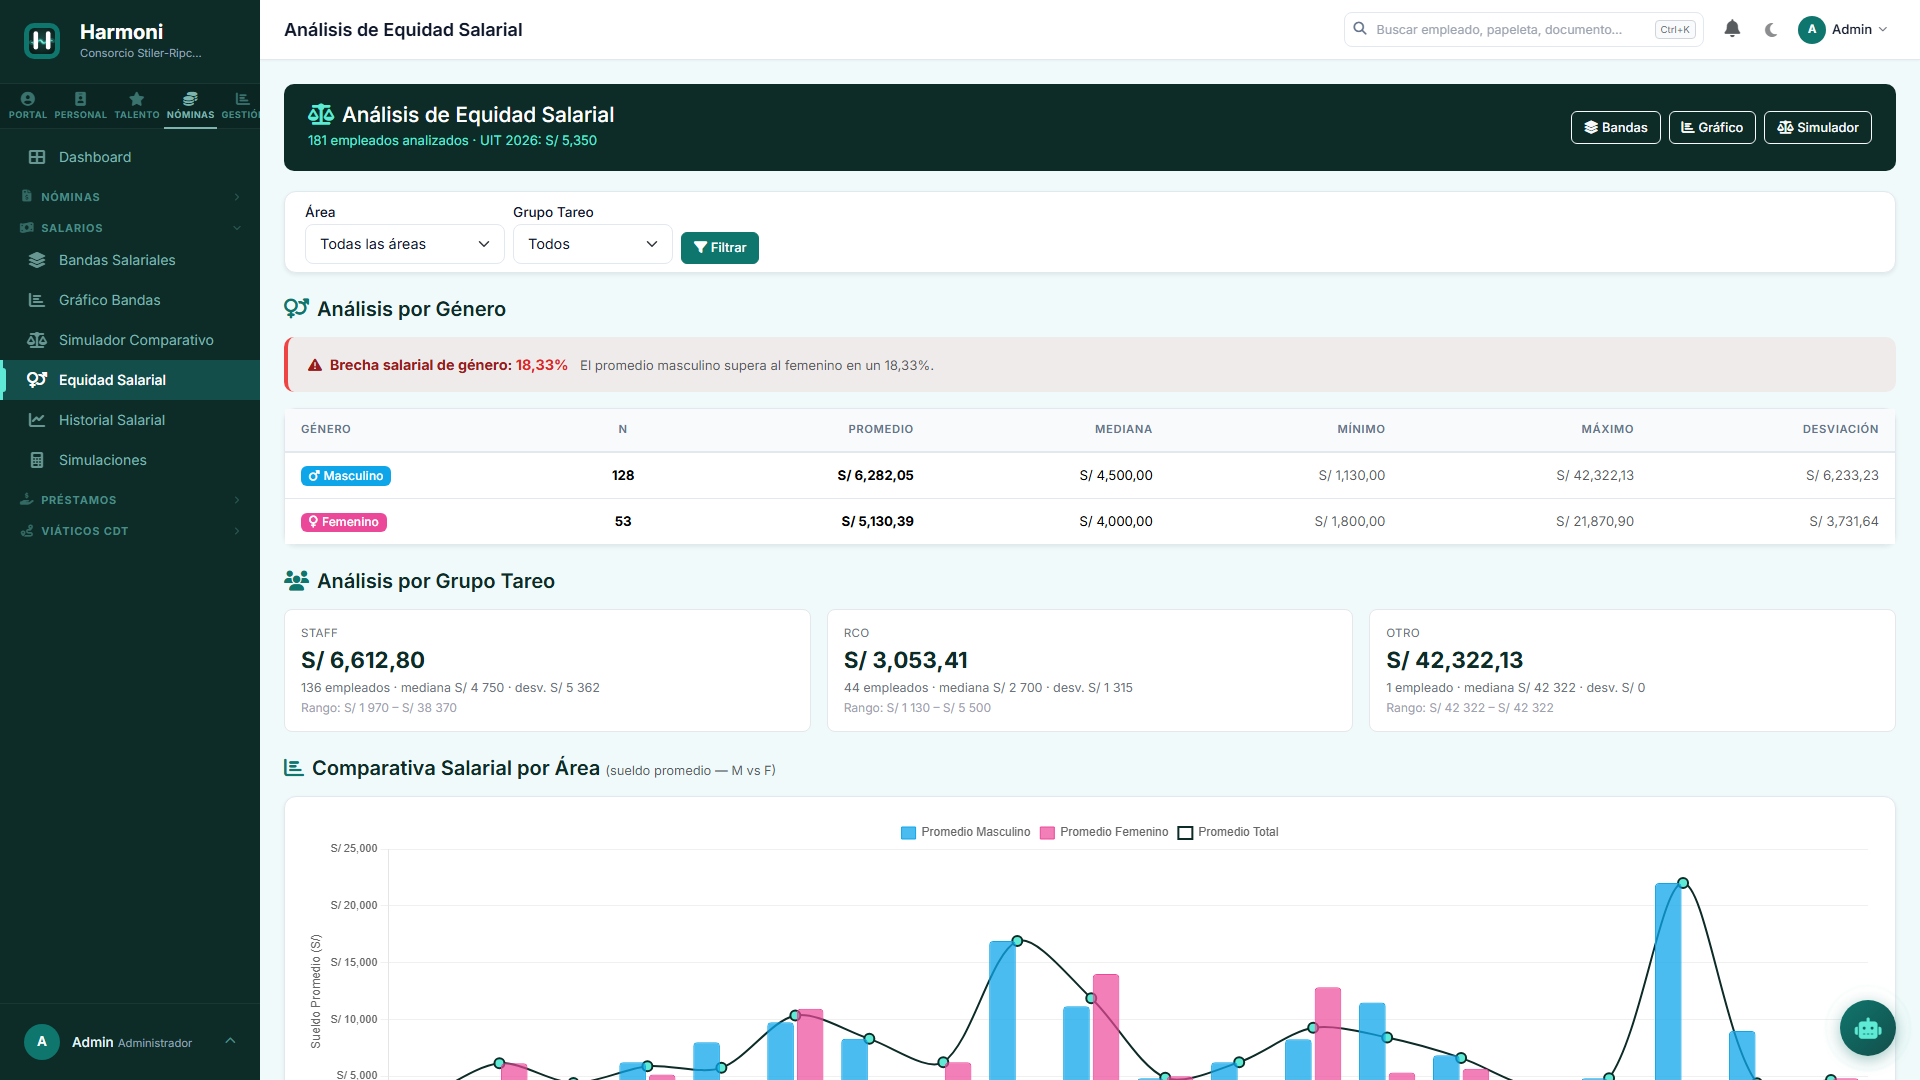 Harmoni
Consorcio Stiler-Ripc...
PORTAL PERSONAL TALENTO NÓMINAS GESTIÓ
Dashboard
NÓMINAS
SALARIOS
Bandas Salariales
Gráfico Bandas
Simulador Comparativo
Equidad Salarial
Historial Salarial
Simulaciones
PRÉSTAMOS
VIÁTICOS CDT
A Admin Administrador
Análisis de Equidad Salarial
Buscar empleado, papeleta, documento... Ctrl+K
A Admin
Análisis de Equidad Salarial
181 empleados analizados · UIT 2026: S/ 5,350
Bandas Gráfico Simulador
Área Grupo Tareo
Todas las áreas Todos Filtrar
Análisis por Género
Brecha salarial de género: 18,33% El promedio masculino supera al femenino en un 18,33%.
GÉNERO N PROMEDIO MEDIANA MÍNIMO MÁXIMO DESVIACIÓN
Masculino 128 S/ 6,282,05 S/ 4,500,00 S/ 1,130,00 S/ 42,322,13 S/ 6,233,23
Femenino 53 S/ 5,130,39 S/ 4,000,00 S/ 1,800,00 S/ 21,870,90 S/ 3,731,64
Análisis por Grupo Tareo
STAFF
S/ 6,612,80
136 empleados · mediana S/ 4 750 · desv. S/ 5 362
Rango: S/ 1 970 – S/ 38 370
RCO
S/ 3,053,41
44 empleados · mediana S/ 2 700 · desv. S/ 1 315
Rango: S/ 1 130 – S/ 5 500
OTRO
S/ 42,322,13
1 empleado · mediana S/ 42 322 · desv. S/ 0
Rango: S/ 42 322 – S/ 42 322
Comparativa Salarial por Área (sueldo promedio — M vs F)
Promedio Masculino Promedio Femenino Promedio Total
Sueldo Promedio (S/)
S/ 25,000
S/ 20,000
S/ 15,000
S/ 10,000
S/ 5,000